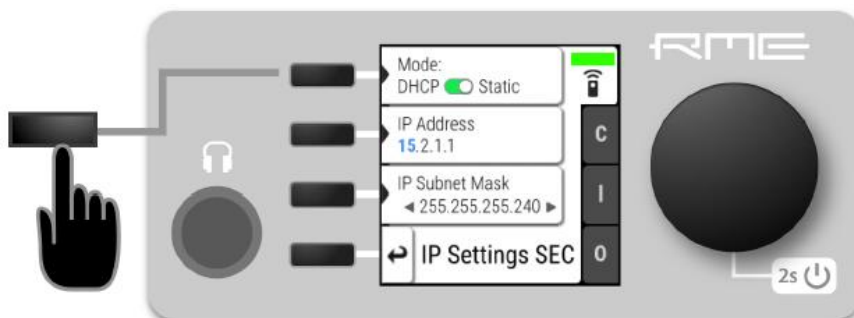 RME
Mode:
DHCP Static
IP Address
15.2.1.1
C
IP Subnet Mask
◀ 255.255.255.240 ▶
I
IP Settings SEC
O
2s